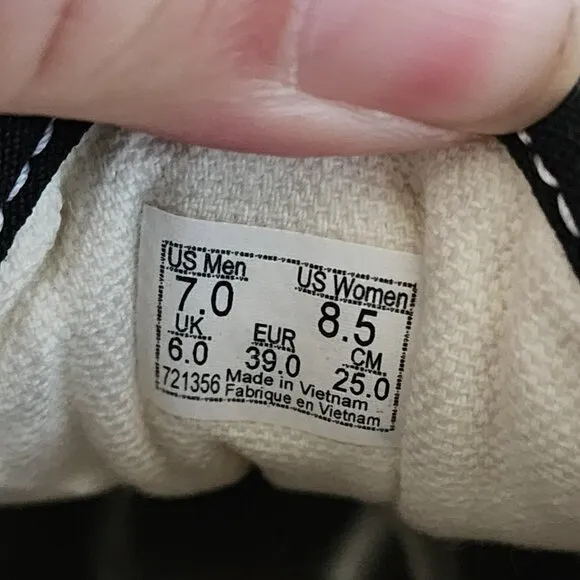 US Men US Women
7.0 8.5
UK EUR CM
6.0 39.0 25.0
721356 Made in Vietnam
Fabrique en Vietnam